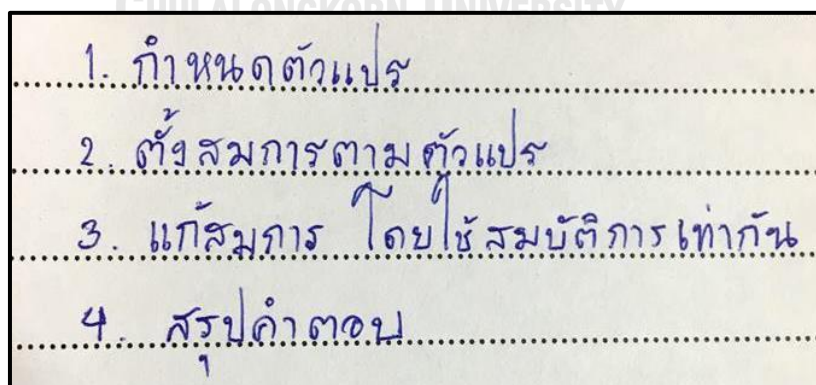 CHULALONGKORN UNIVERSITY
1. กำหนดตัวแปร
2. ตั้งสมการตามตัวแปร
3. แก้สมการ โดยใช้สมบัติการเท่ากัน
4. สรุปคำตอบ